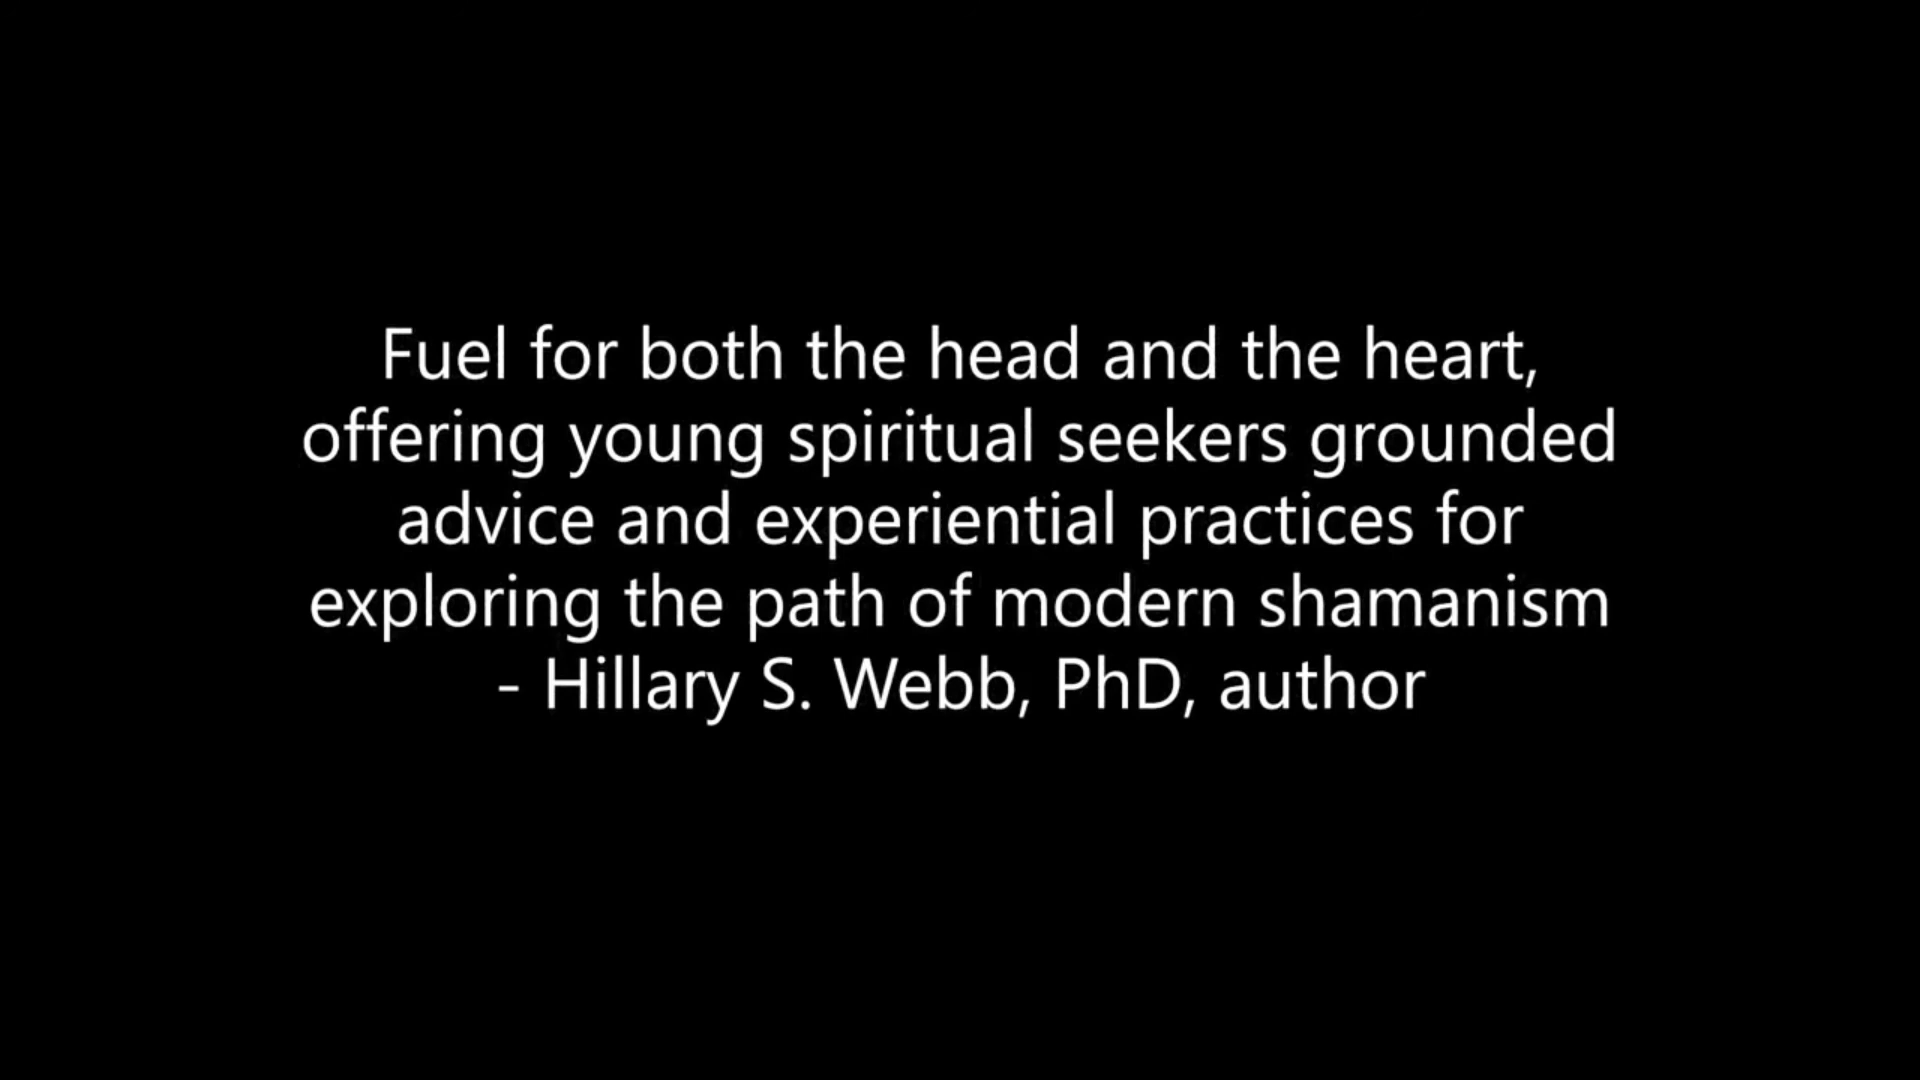 Fuel for both the head and the heart,
offering young spiritual seekers grounded
advice and experiential practices for
exploring the path of modern shamanism
- Hillary S. Webb, PhD, author